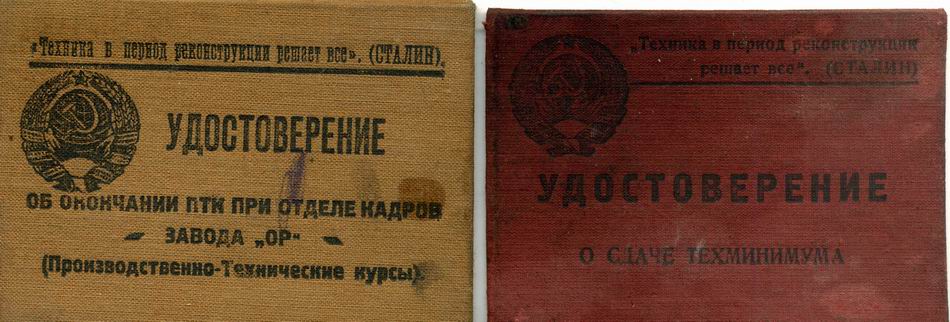 «Техника в период реконструкции решает все». (СТАЛИН).
УДОСТОВЕРЕНИЕ
ОБ ОКОНЧАНИИ ПТК ПРИ ОТДЕЛЕ КАДРОВ
ЗАВОДА „ОР“
(Производственно-Технические курсы)
„Техника в период реконструкции
решает все“. (СТАЛИН)
УДОСТОВЕРЕНИЕ
О СДАЧЕ ТЕХМИНИМУМА